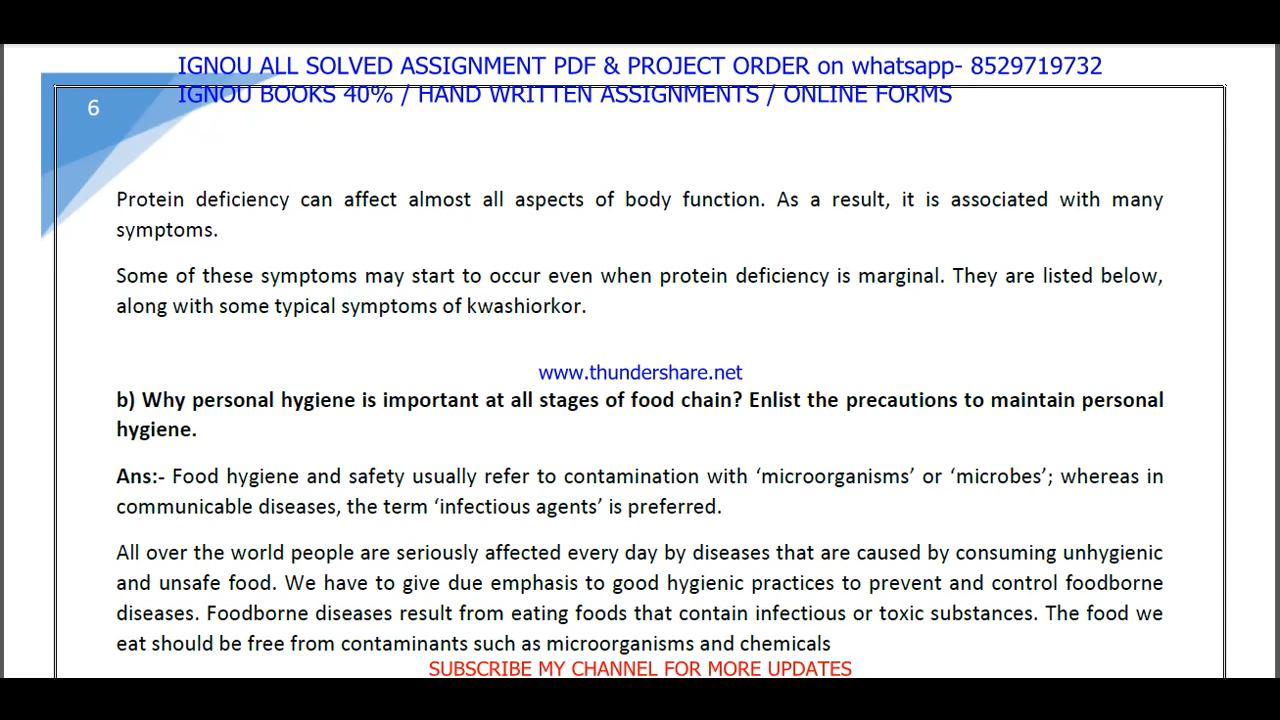 IGNOU ALL SOLVED ASSIGNMENT PDF & PROJECT ORDER on whatsapp- 8529719732
IGNOU BOOKS 40% / HAND WRITTEN ASSIGNMENTS / ONLINE FORMS
6
Protein deficiency can affect almost all aspects of body function. As a result, it is associated with many
symptoms.
Some of these symptoms may start to occur even when protein deficiency is marginal. They are listed below,
along with some typical symptoms of kwashiorkor.
www.thundershare.net
b) Why personal hygiene is important at all stages of food chain? Enlist the precautions to maintain personal
hygiene.
Ans:- Food hygiene and safety usually refer to contamination with ‘microorganisms’ or ‘microbes’; whereas in
communicable diseases, the term ‘infectious agents’ is preferred.
All over the world people are seriously affected every day by diseases that are caused by consuming unhygienic
and unsafe food. We have to give due emphasis to good hygienic practices to prevent and control foodborne
diseases. Foodborne diseases result from eating foods that contain infectious or toxic substances. The food we
eat should be free from contaminants such as microorganisms and chemicals
SUBSCRIBE MY CHANNEL FOR MORE UPDATES